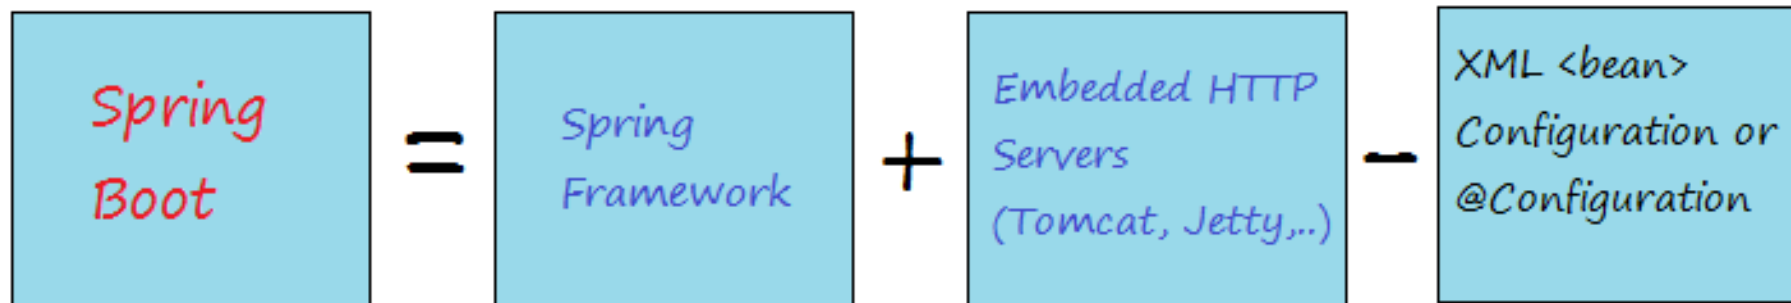 Spring
Boot
=
Spring
Framework
+
Embedded HTTP
Servers
(Tomcat, Jetty,..)
−
XML <bean>
Configuration or
@Configuration